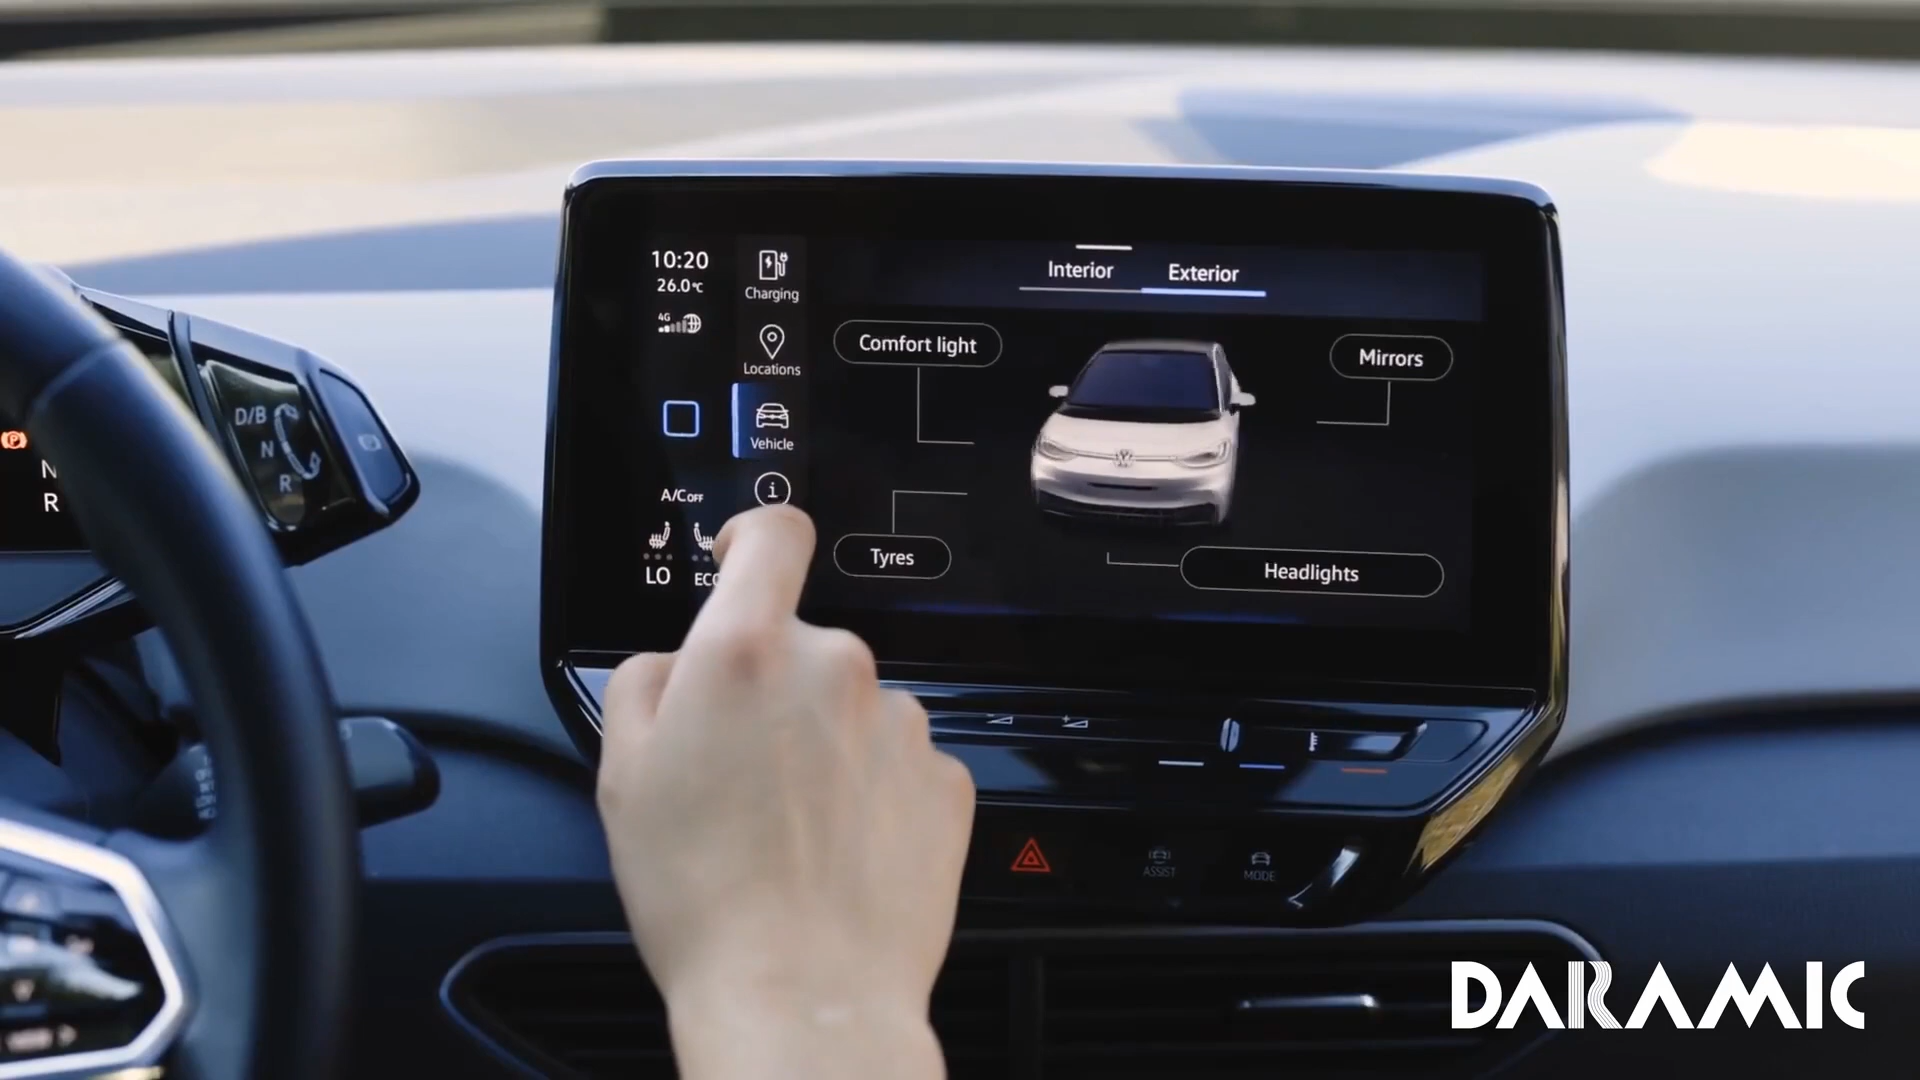 10:20
26.0°C
4G
Charging
Locations
Vehicle
i
A/C OFF
LO
ECO
Interior
Exterior
Comfort light
Mirrors
Tyres
Headlights
D/B
N
R
P
N
R
ASSIST
MODE
DARAMIC